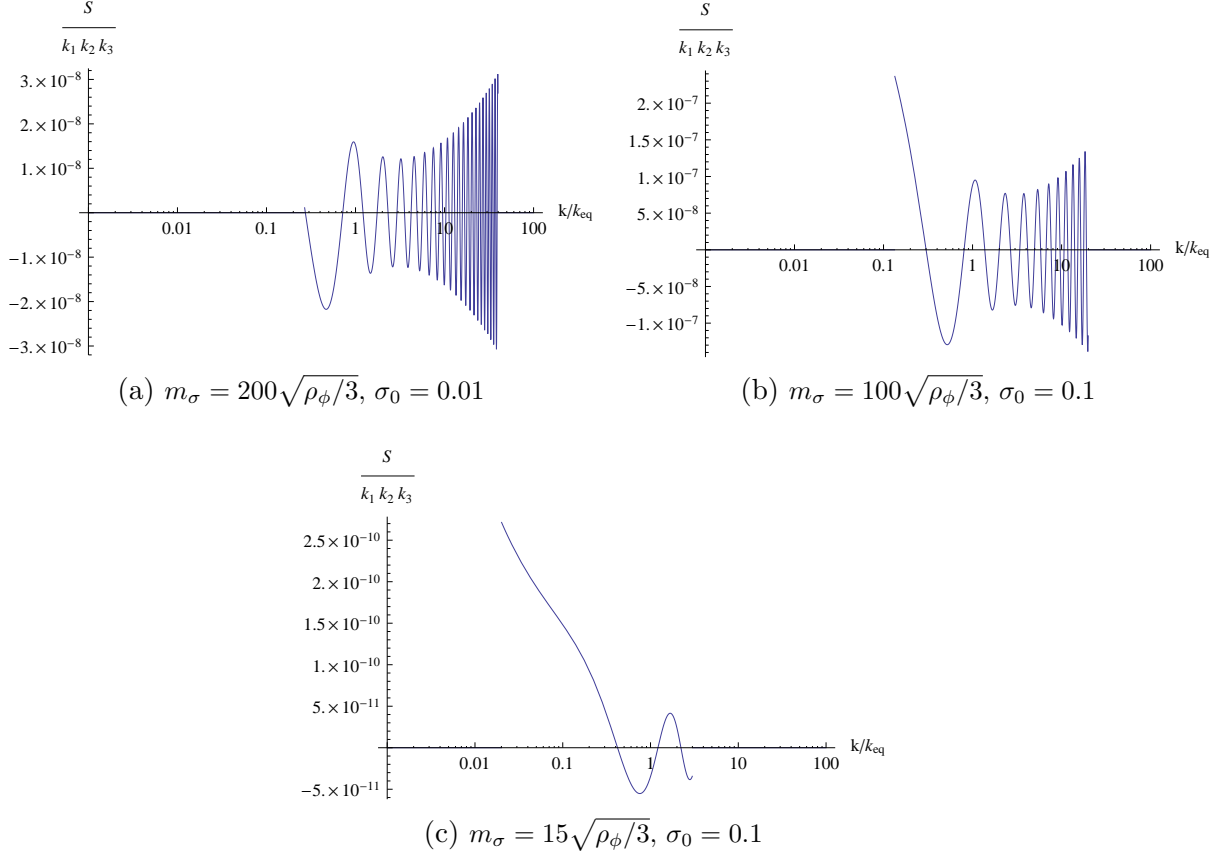 S
k₁ k₂ k₃
3. × 10⁻⁸
2. × 10⁻⁸
1. × 10⁻⁸
−1. × 10⁻⁸
−2. × 10⁻⁸
−3. × 10⁻⁸
0.01 0.1 1 10 100
k/k_eq
(a) m_σ = 200√(ρ_φ/3), σ₀ = 0.01
S
k₁ k₂ k₃
2. × 10⁻⁷
1.5 × 10⁻⁷
1. × 10⁻⁷
5. × 10⁻⁸
−5. × 10⁻⁸
−1. × 10⁻⁷
0.01 0.1 1 10 100
k/k_eq
(b) m_σ = 100√(ρ_φ/3), σ₀ = 0.1
S
k₁ k₂ k₃
2.5 × 10⁻¹⁰
2. × 10⁻¹⁰
1.5 × 10⁻¹⁰
1. × 10⁻¹⁰
5. × 10⁻¹¹
−5. × 10⁻¹¹
0.01 0.1 1 10 100
k/k_eq
(c) m_σ = 15√(ρ_φ/3), σ₀ = 0.1